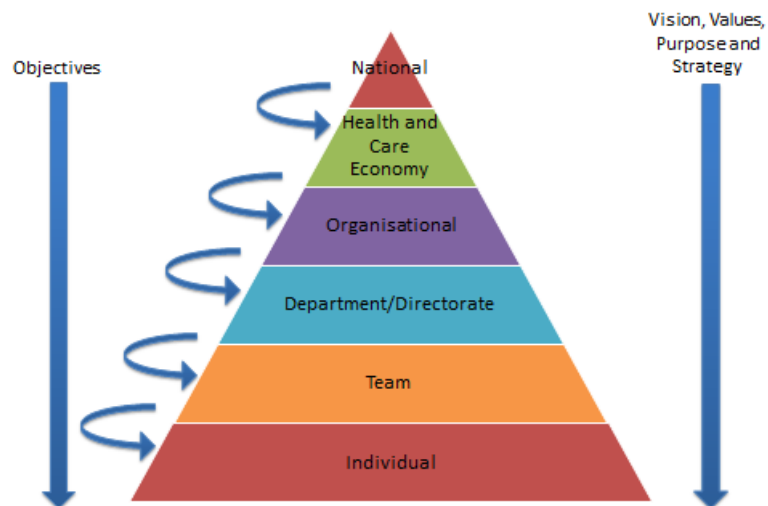 Objectives
Vision, Values,
Purpose and
Strategy
National
Health and
Care
Economy
Organisational
Department/Directorate
Team
Individual